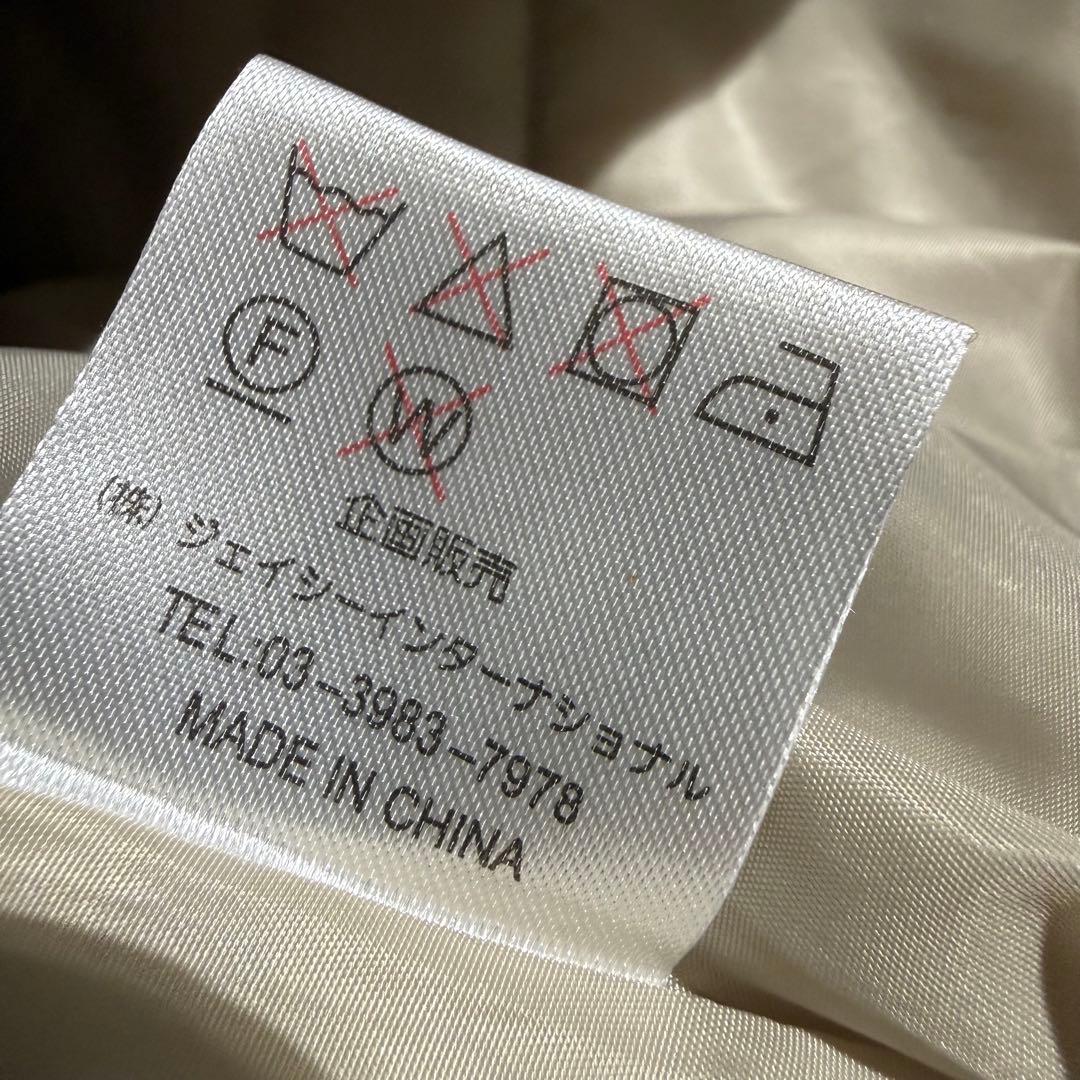 F
W
企画販売
(株) ジェイシーインターナショナル
TEL:03-3983-7978
MADE IN CHINA